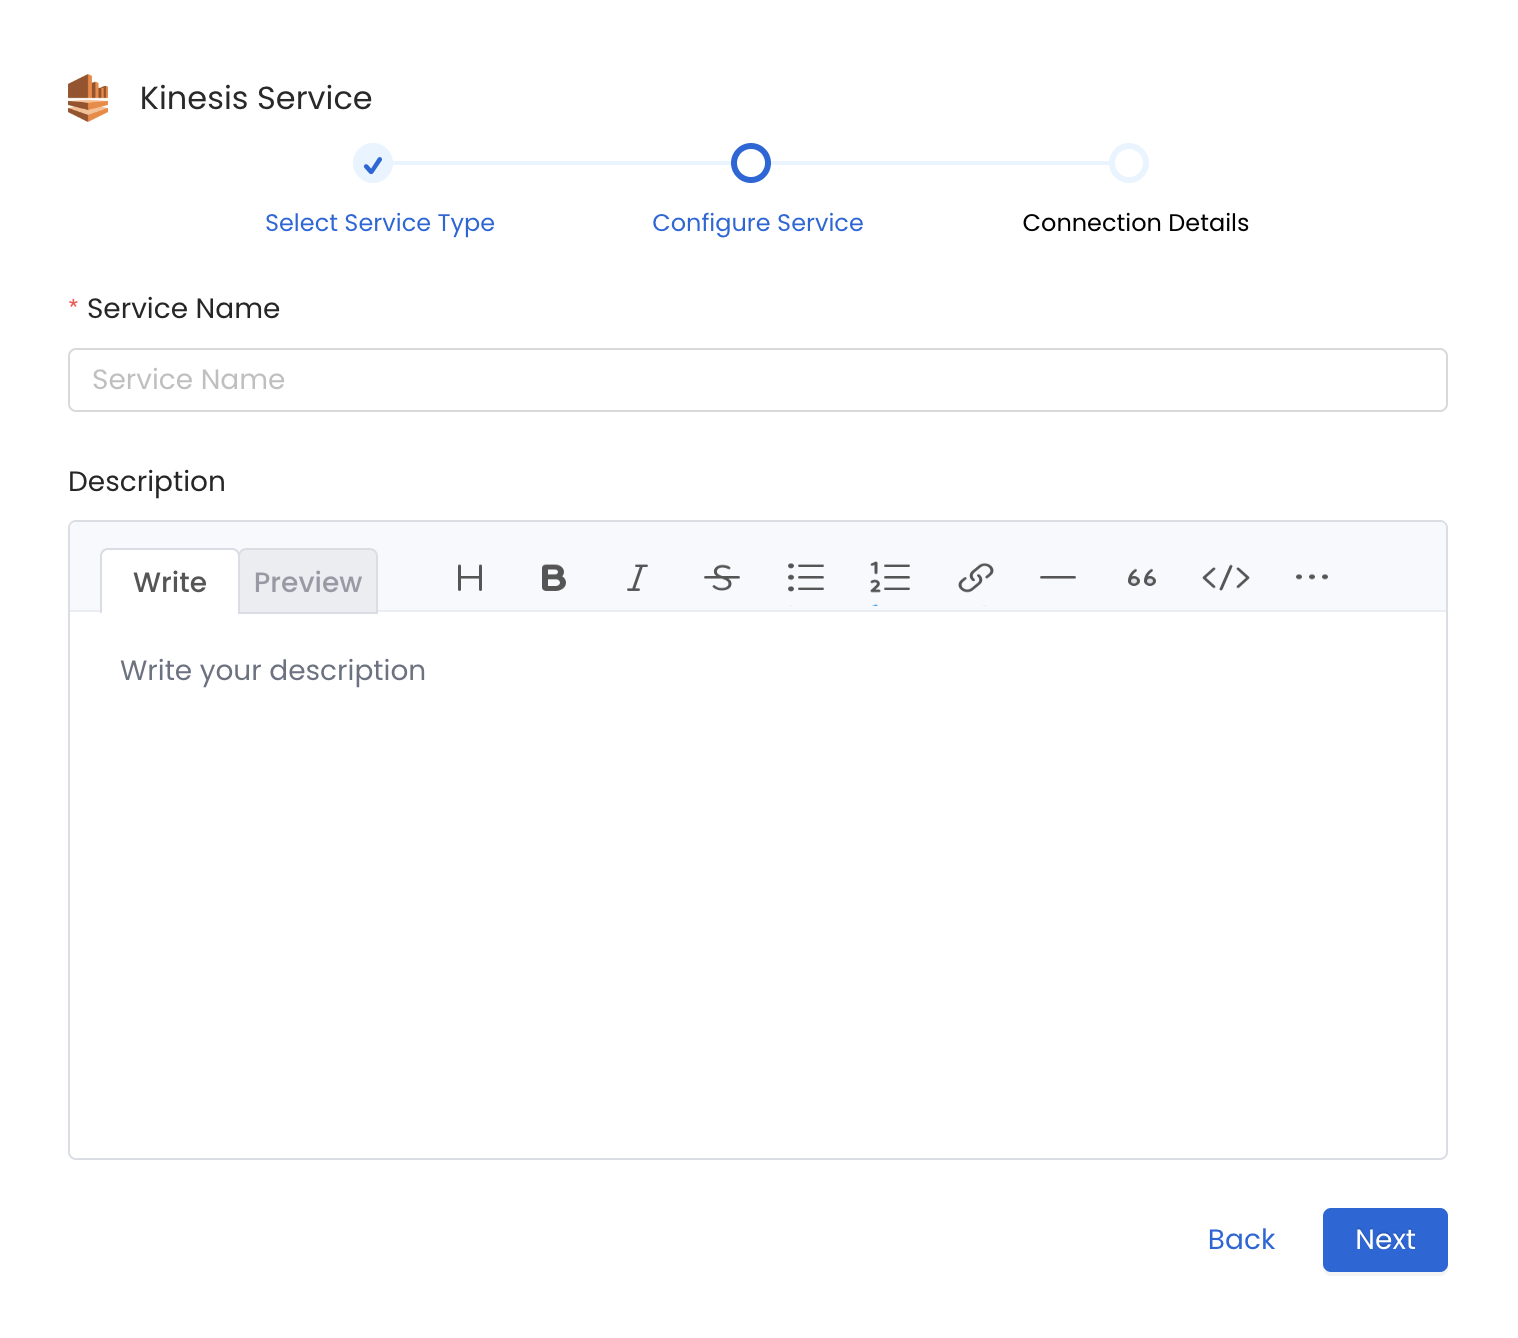 Kinesis Service
Select Service Type Configure Service Connection Details
* Service Name
Service Name
Description
Write Preview
Write your description
Back Next